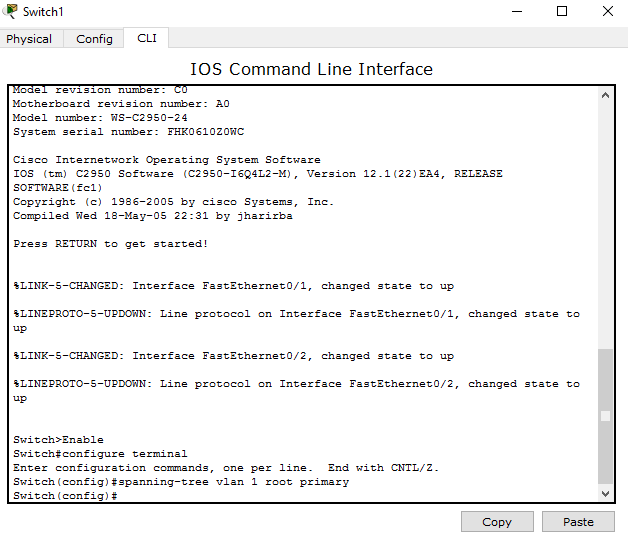 Switch1
Physical Config CLI
IOS Command Line Interface
Model revision number: C0
Motherboard revision number: A0
Model number: WS-C2950-24
System serial number: FHK0610Z0WC
Cisco Internetwork Operating System Software
IOS (tm) C2950 Software (C2950-I6Q4L2-M), Version 12.1(22)EA4, RELEASE
SOFTWARE(fc1)
Copyright (c) 1986-2005 by cisco Systems, Inc.
Compiled Wed 18-May-05 22:31 by jharirba
Press RETURN to get started!
%LINK-5-CHANGED: Interface FastEthernet0/1, changed state to up
%LINEPROTO-5-UPDOWN: Line protocol on Interface FastEthernet0/1, changed state to
up
%LINK-5-CHANGED: Interface FastEthernet0/2, changed state to up
%LINEPROTO-5-UPDOWN: Line protocol on Interface FastEthernet0/2, changed state to
up
Switch>Enable
Switch#configure terminal
Enter configuration commands, one per line.  End with CNTL/Z.
Switch(config)#spanning-tree vlan 1 root primary
Switch(config)#
Copy Paste